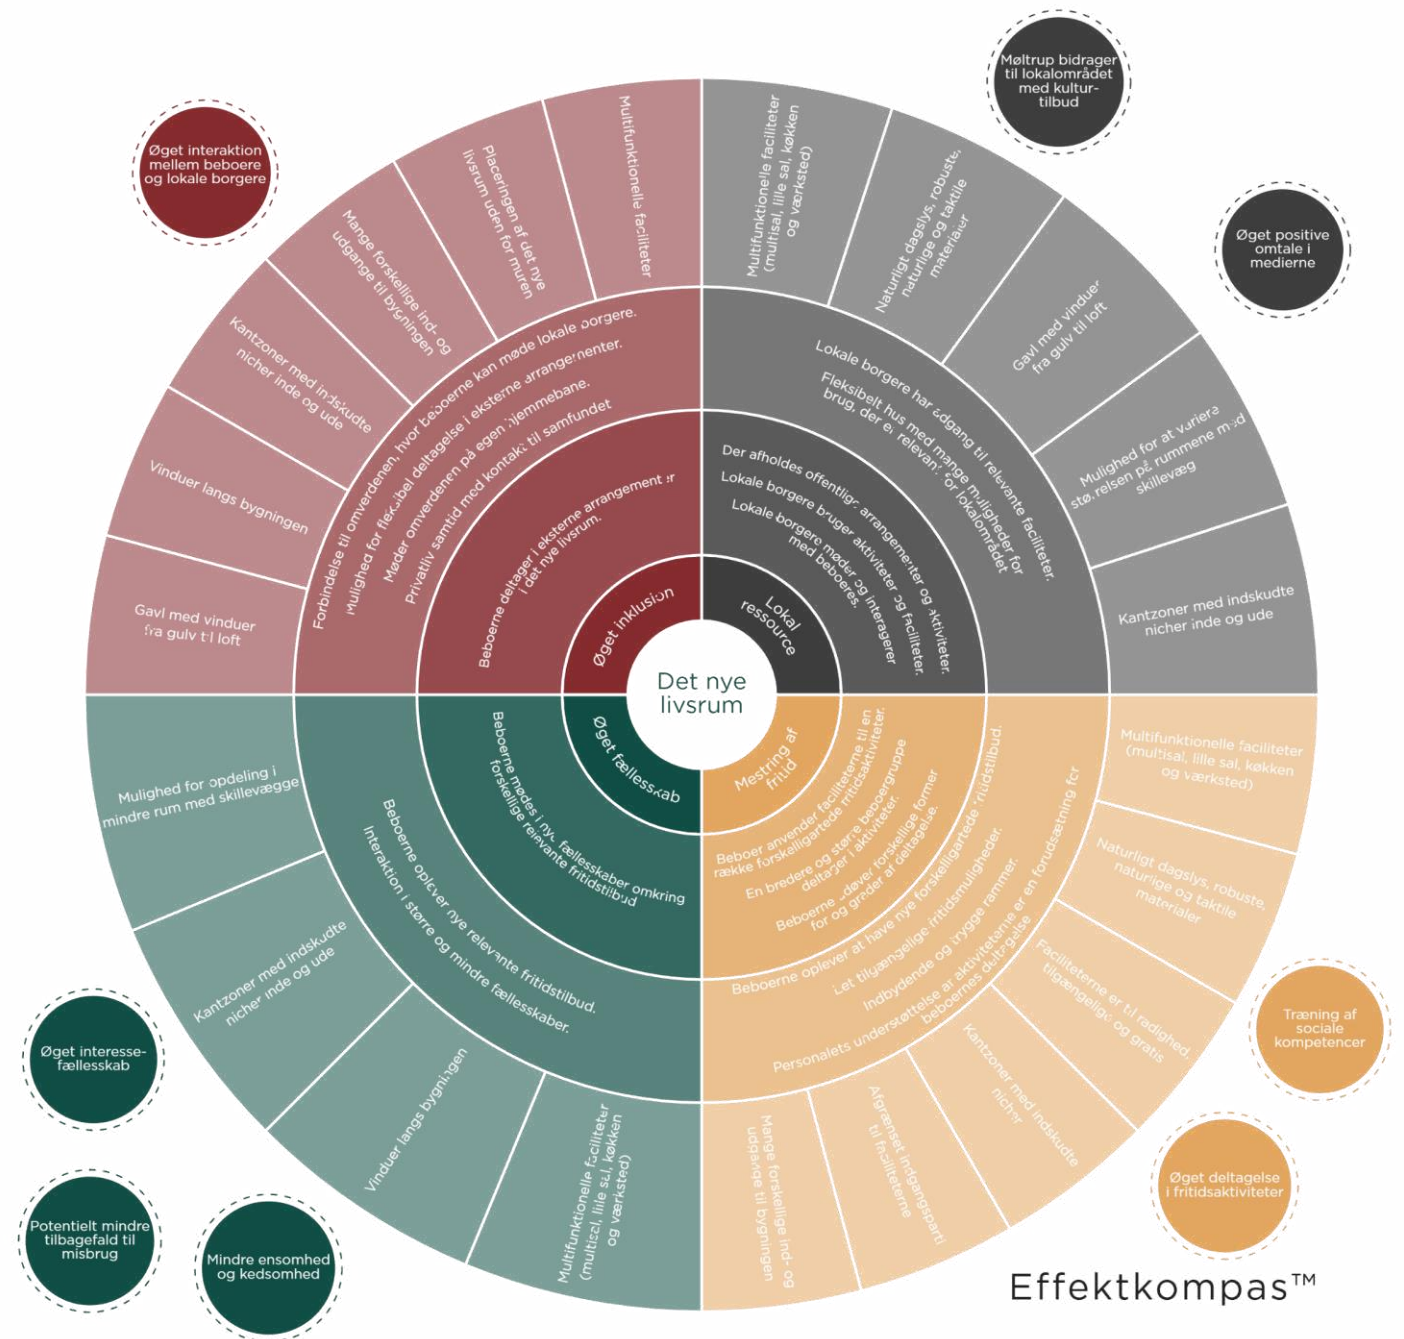 Møltrup bidrager
til lokalområdet
med kultur-
tilbud
Øget positive
omtale i
medierne
Øget interaktion
mellem beboere
og lokale borgere
Multifunktionelle faciliteter
Placeringen af det nye
livsrum uden for muren
Mange forskellige ind- og
udgange til bygningen
Kantzoner med indskudte
nicher inde og ude
Vinduer langs bygningen
Gavl med vinduer
fra gulv til loft
Forbindelse til omverdenen, hvor beboerne kan møde lokale borgere.
Mulighed for fleksibel deltagelse i eksterne arrangementer.
Møder omverdenen på egen hjemmebane.
Privatliv samtid med kontakt til samfundet
Beboerne deltager i eksterne arrangementer
i det nye livsrum.
Øget inklusion
Multifunktionelle faciliteter
(multisal, lille sal, køkken
og værksted)
Naturligt dagslys, robuste,
naturlige og taktile
materialer
Gavl med vinduer
fra gulv til loft
Mulighed for at variere
størrelsen på rummene med
skillevæg
Kantzoner med indskudte
nicher inde og ude
Lokale borgere har adgang til relevante faciliteter.
Fleksibelt hus med mange muligheder for
brug, der er relevant for lokalområdet
Der afholdes offentlige arrangementer og aktiviteter.
Lokale borgere bruger aktiviteter og faciliteter.
Lokale borgere møder og interagerer
med beboeres.
Lokal
ressource
Det nye
livsrum
Øget fællesskab
Beboerne mødes i nye fællesskaber omkring
forskellige relevante fritidstilbud
Beboerne oplever nye relevante fritidstilbud.
Interaktion i større og mindre fællesskaber.
Mulighed for opdeling i
mindre rum med skillevægge
Kantzoner med indskudte
nicher inde og ude
Vinduer langs bygningen
Multifunktionelle faciliteter
(multisal, lille sal, køkken
og værksted)
Mestring af
fritid
Beboer anvender faciliteterne til en
række forskelligartede fritidsaktiviteter.
En bredere og større beboergruppe
deltager i aktiviteter.
Beboerne udøver forskellige former
for og grader af deltagelse.
Beboerne oplever at have nye forskelligartede fritidstilbud.
Let tilgængelige fritidsmuligheder.
Indbydende og trygge rammer.
Personalets understøttelse af aktiviteterne er en forudsætning for
beboernes deltagelse
Multifunktionelle faciliteter
(multisal, lille sal, køkken
og værksted)
Naturligt dagslys, robuste,
naturlige og taktile
materialer
Faciliteterne er til rådighed,
tilgængelige og gratis
Kantzoner med indskudte
nicher
Afgrænset indgangsparti
til faciliteterne
Mange forskellige ind- og
udgange til bygningen
Øget interesse-
fællesskab
Potentielt mindre
tilbagefald til
misbrug
Mindre ensomhed
og kedsomhed
Træning af
sociale
kompetencer
Øget deltagelse
i fritidsaktiviteter
Effektkompas™